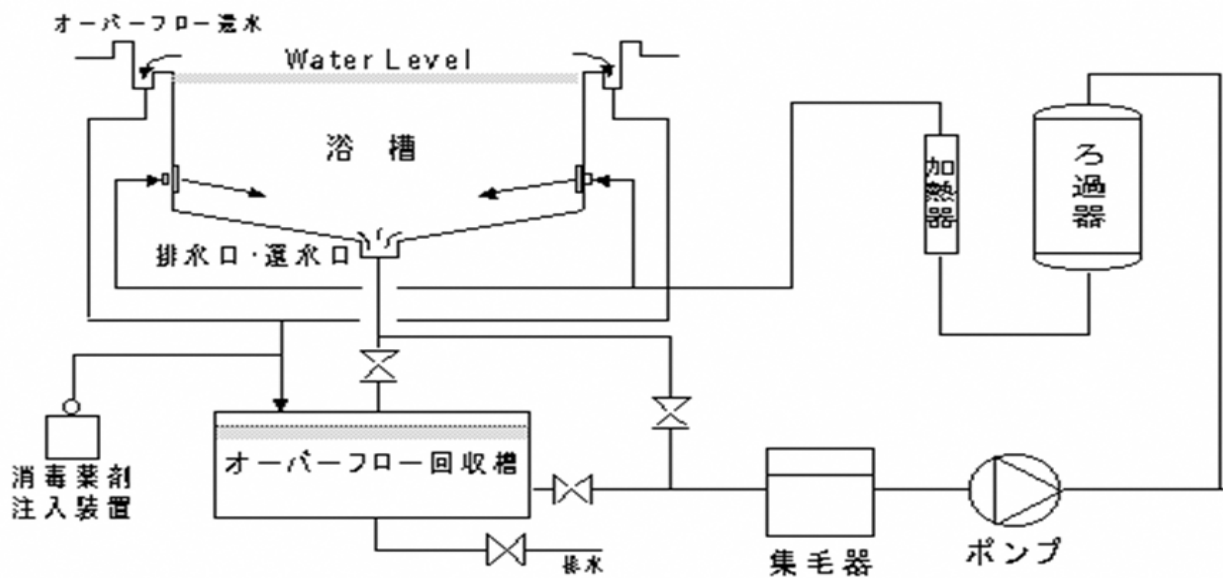 オーバーフロー還水
Water Level
浴 槽
加熱器
ろ過器
排水口・還水口
オーバーフロー回収槽
消毒薬剤
注入装置
排水
集毛器
ポンプ